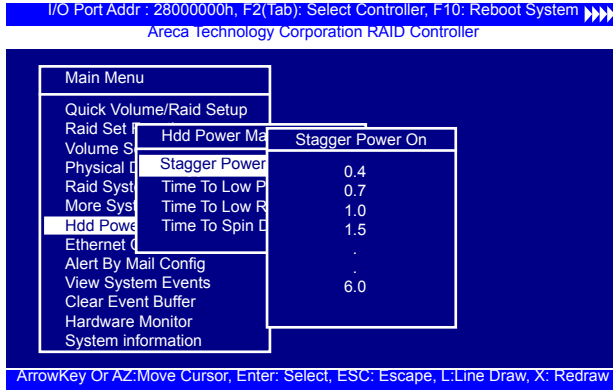 I/O Port Addr : 28000000h, F2(Tab): Select Controller, F10: Reboot System
Areca Technology Corporation RAID Controller
Main Menu
Quick Volume/Raid Setup
Raid Set
Volume
Physical
Raid
More
Hdd
Ethernet
Alert By Mail Config
View System Events
Clear Event Buffer
Hardware Monitor
System information
Hdd Power
Stagger Power
Time To Low
Time To Low
Time To Spin
Stagger Power On
0.4
0.7
1.0
1.5
.
.
6.0
ArrowKey Or AZ:Move Cursor, Enter: Select, ESC: Escape, L:Line Draw, X: Redraw